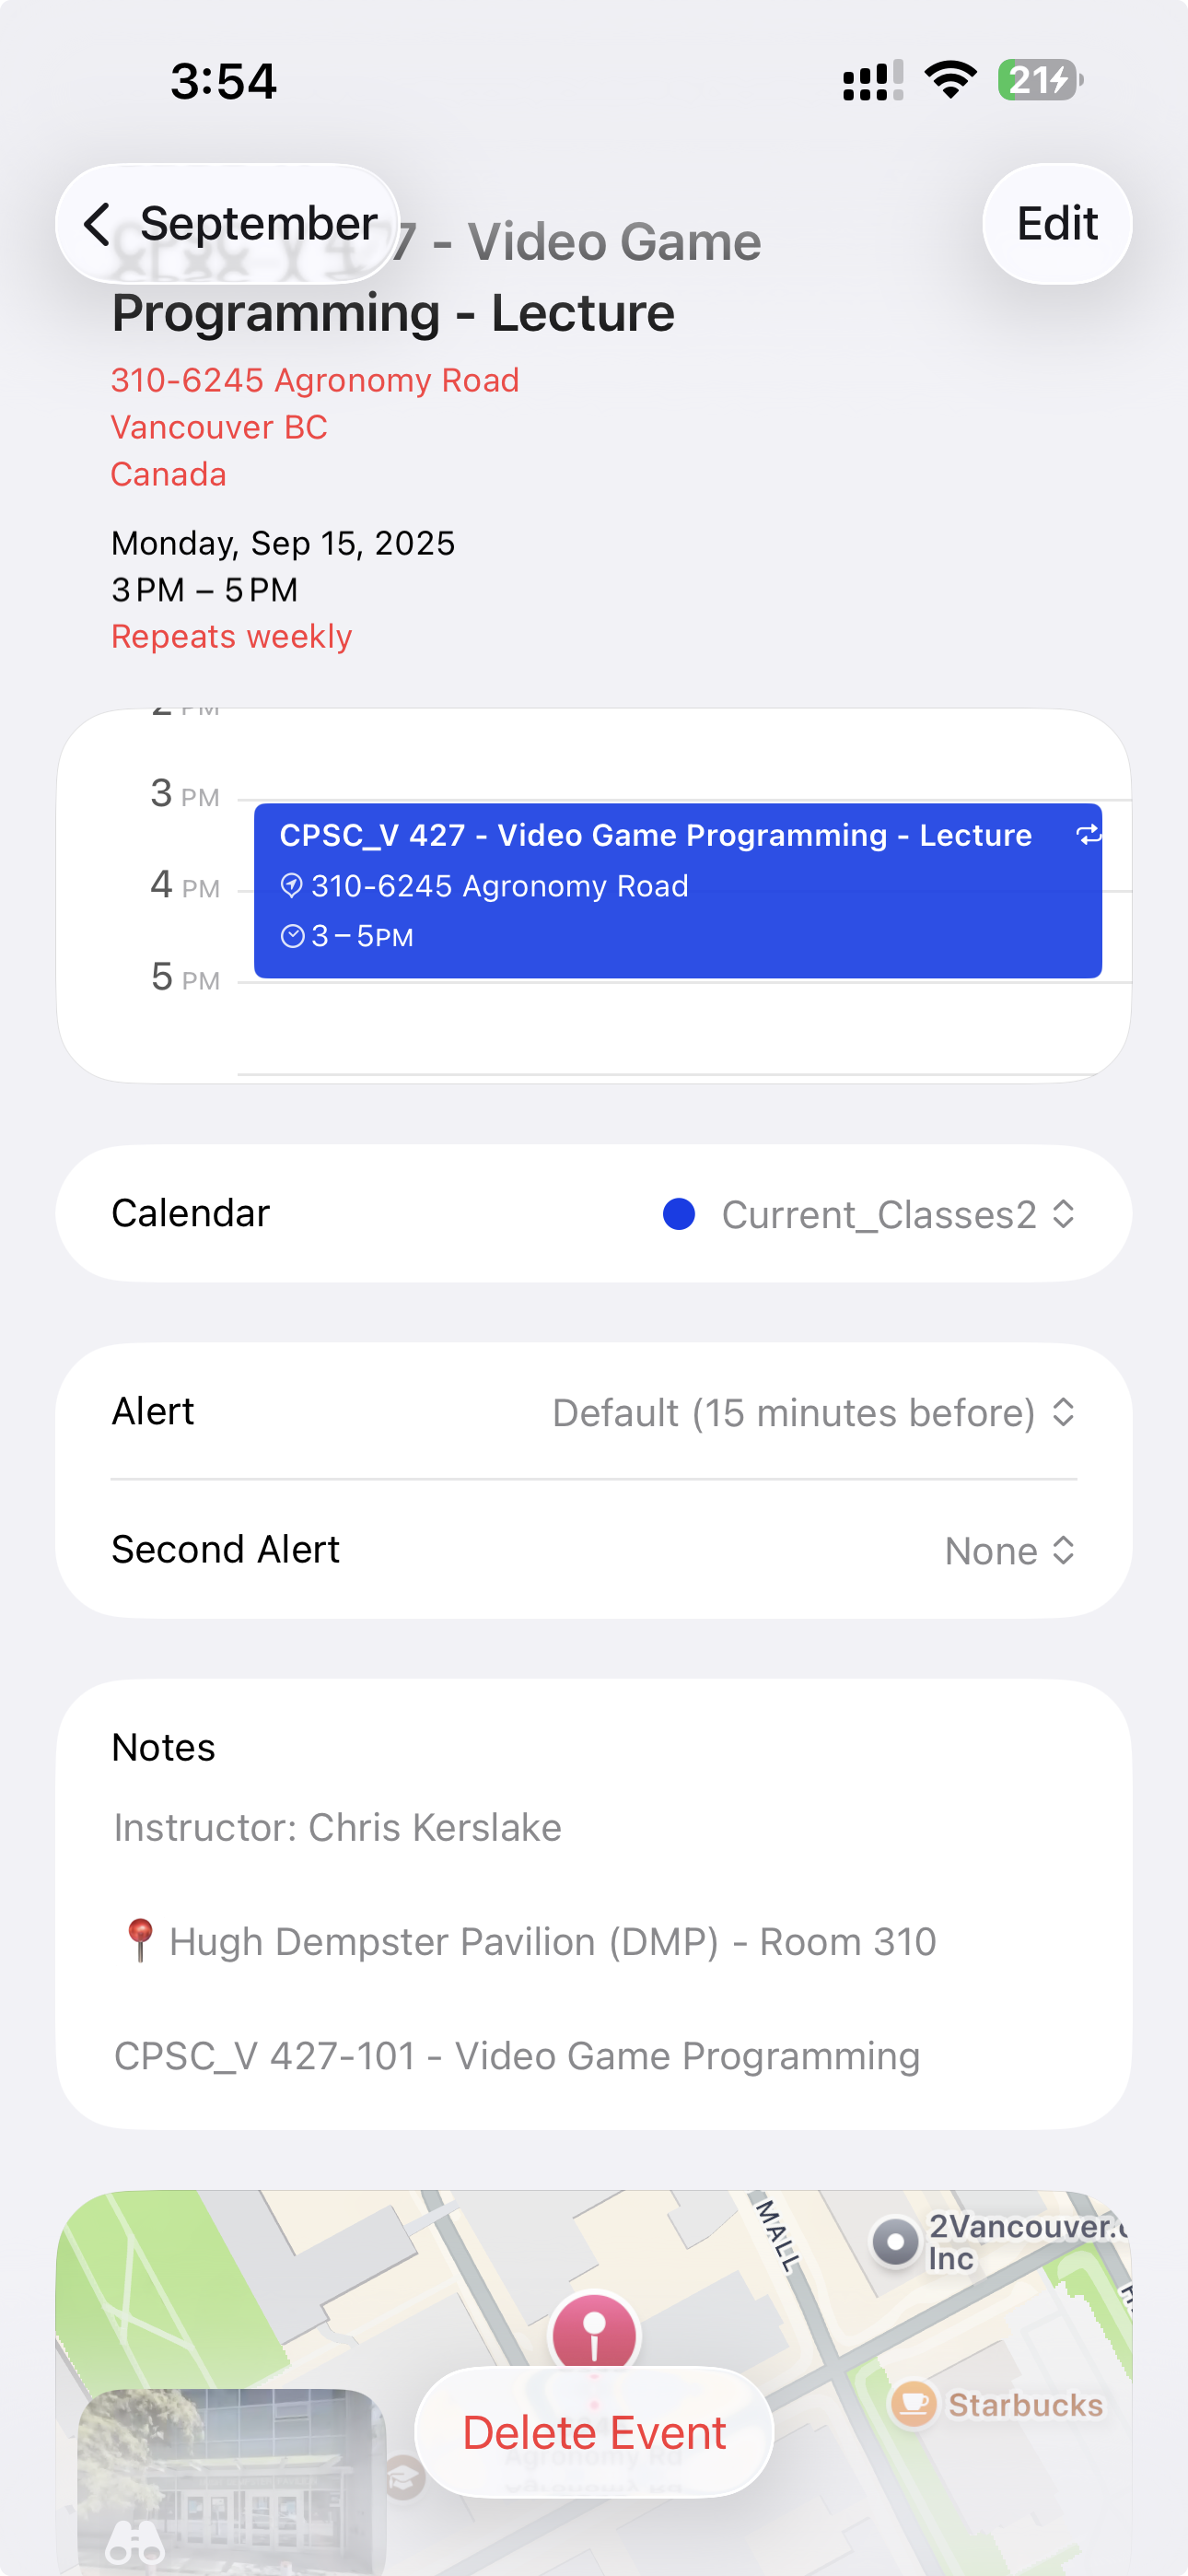 3:54
21
September
7 - Video Game
Programming - Lecture
Edit
310-6245 Agronomy Road
Vancouver BC
Canada
Monday, Sep 15, 2025
3 PM – 5 PM
Repeats weekly
2 PM
3 PM
CPSC_V 427 - Video Game Programming - Lecture
4 PM
310-6245 Agronomy Road
3 – 5PM
5 PM
Calendar
Current_Classes2
Alert
Default (15 minutes before)
Second Alert
None
Notes
Instructor: Chris Kerslake
Hugh Dempster Pavilion (DMP) - Room 310
CPSC_V 427-101 - Video Game Programming
MALL
2Vancouver.
Inc
Starbucks
Delete Event
Agronomy Rd